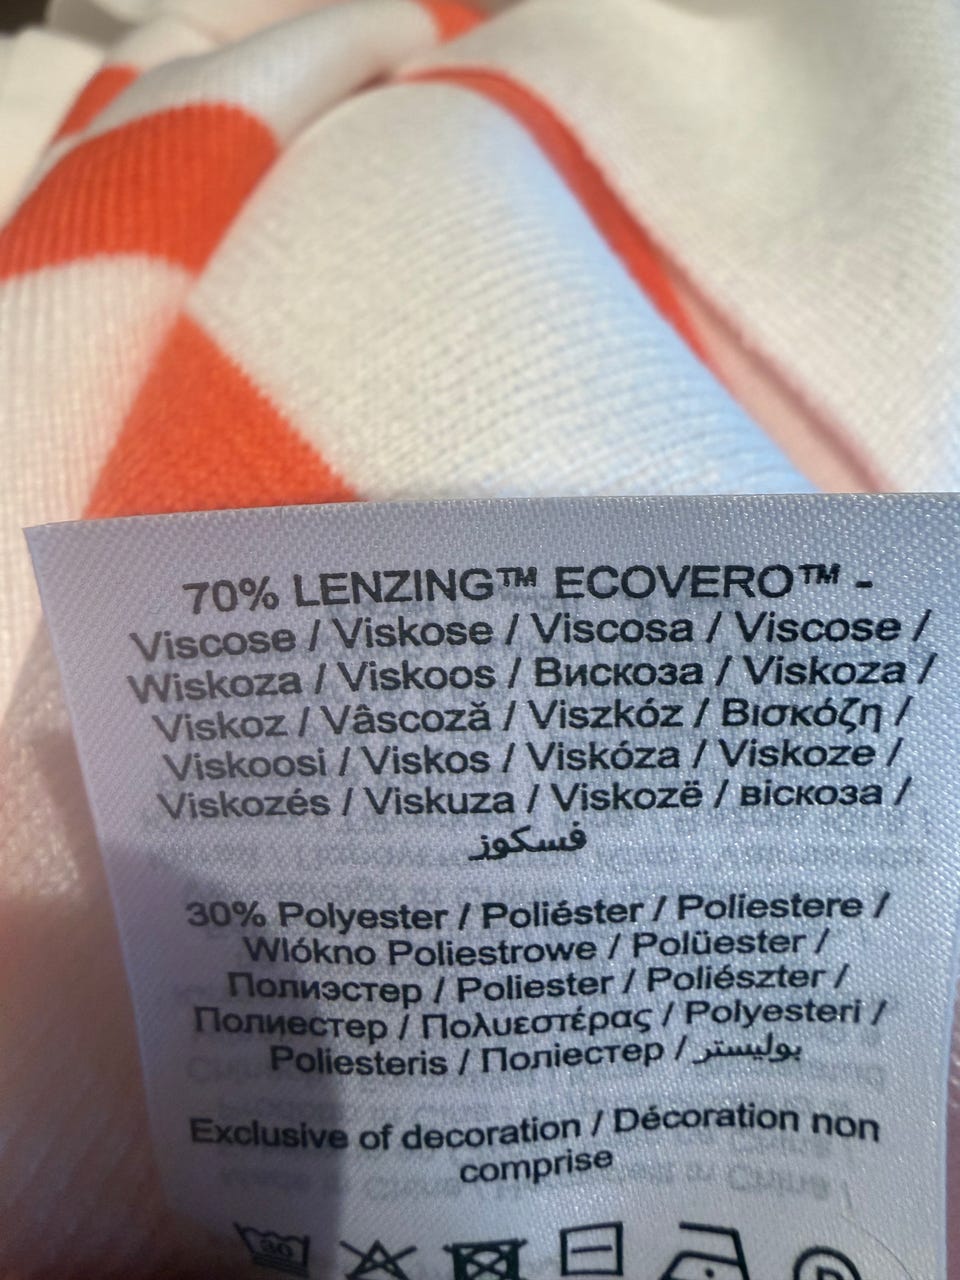 70% LENZING™ ECOVERO™ -
Viscose / Viskose / Viscosa / Viscose /
Wiskoza / Viskoos / Вискоза / Viskoza /
Viskoz / Vâscoză / Viszkóz / Βισκόζη /
Viskoosi / Viskos / Viskóza / Viskoze /
Viskozés / Viskuza / Viskozë / віскоза /
فسكوز
30% Polyester / Poliéster / Poliestere /
Wlókno Poliestrowe / Polüester /
Полиэстер / Poliester / Poliészter /
Полиестер / Πολυεστέρας / Polyesteri /
Poliesteris / Поліестер / بوليستر
Exclusive of decoration / Décoration non
comprise
30
P